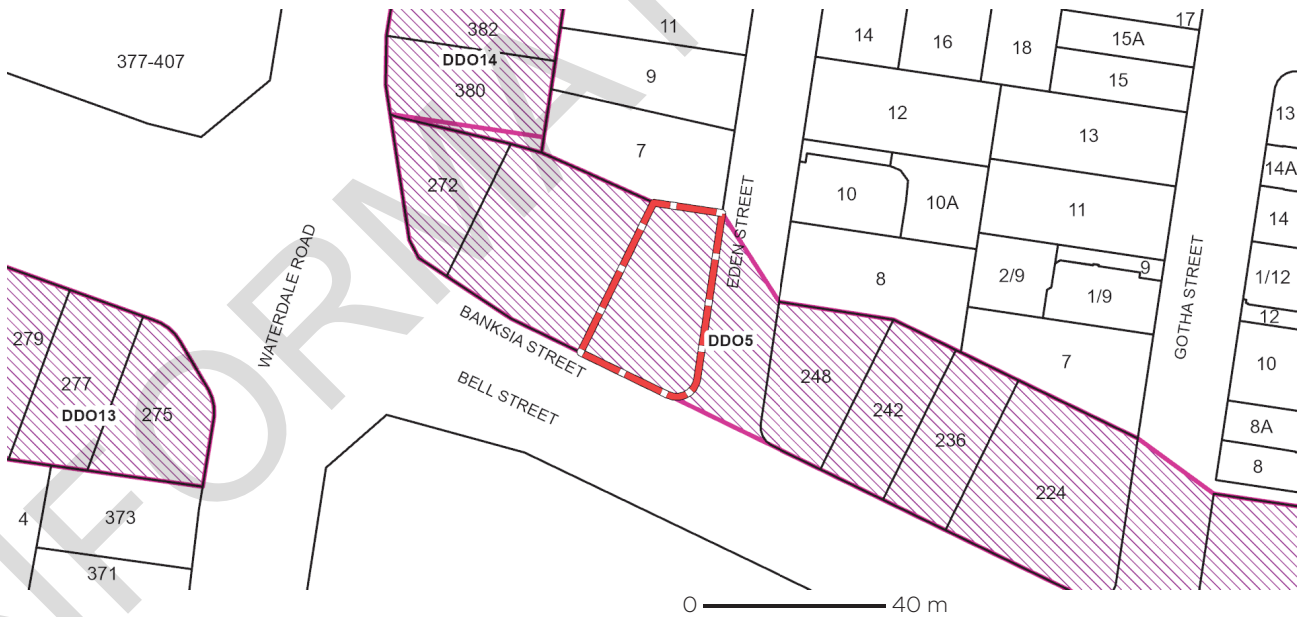 382
DDO14
380
377-407
11
9
7
14
16
18
17
15A
15
12
13
13
14A
14
10
10A
11
272
EDEN STREET
8
2/9
9
1/9
GOTHA STREET
1/12
12
10
WATERDALE ROAD
BANKSIA STREET
DDO5
7
279
277
DDO13
275
BELL STREET
248
242
236
224
8A
8
4
373
371
0
40 m